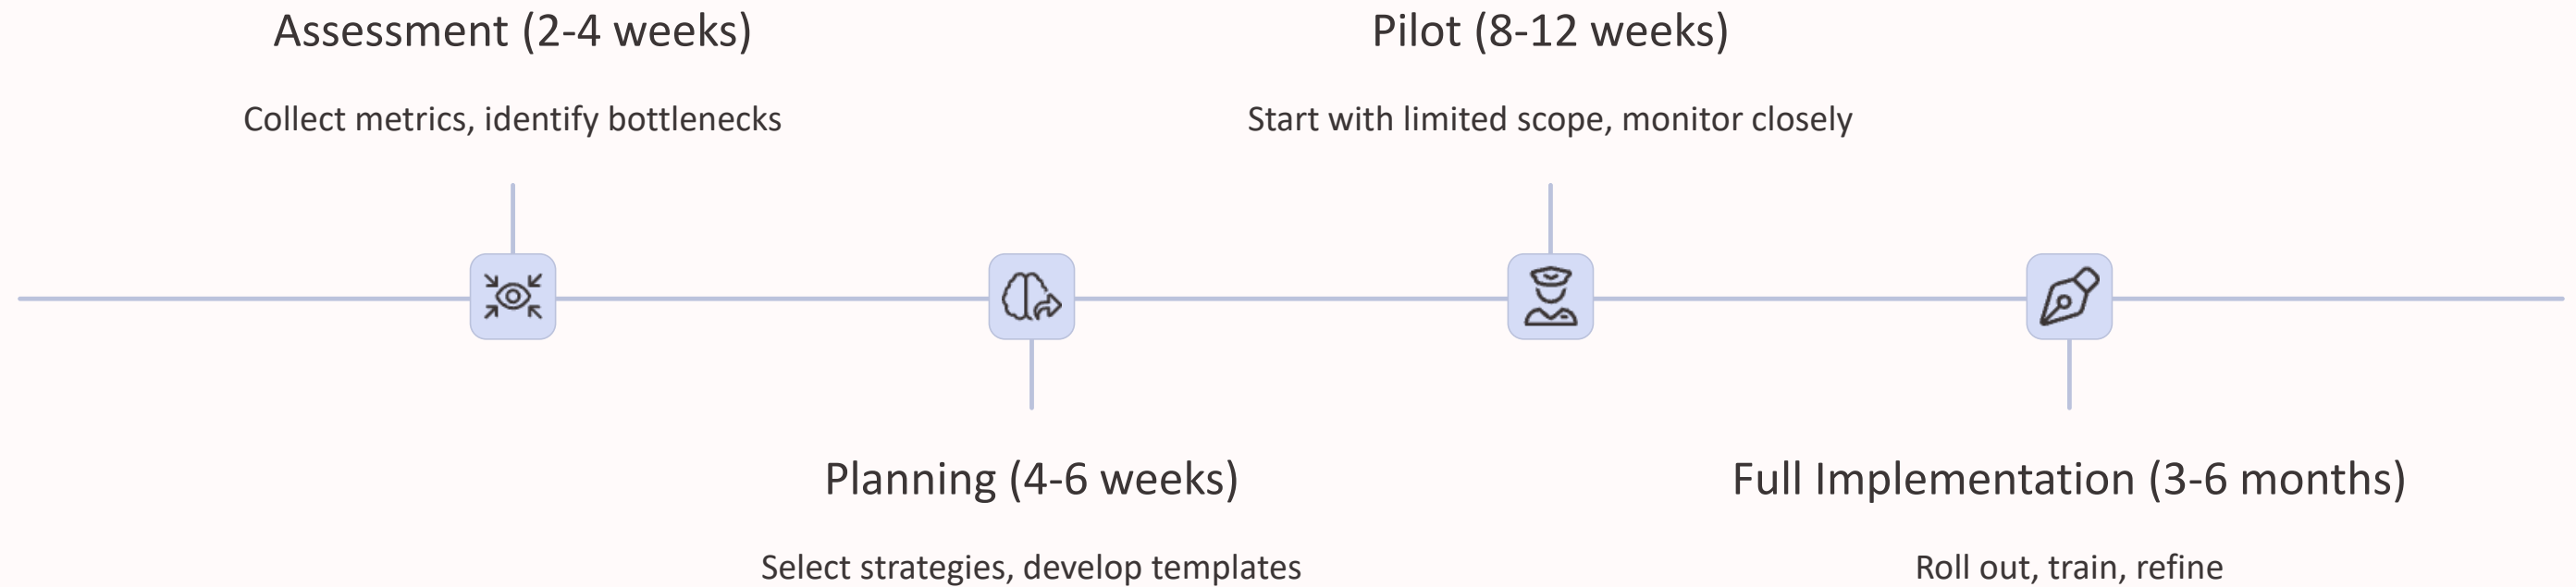 Assessment (2-4 weeks)
Collect metrics, identify bottlenecks
Planning (4-6 weeks)
Select strategies, develop templates
Pilot (8-12 weeks)
Start with limited scope, monitor closely
Full Implementation (3-6 months)
Roll out, train, refine